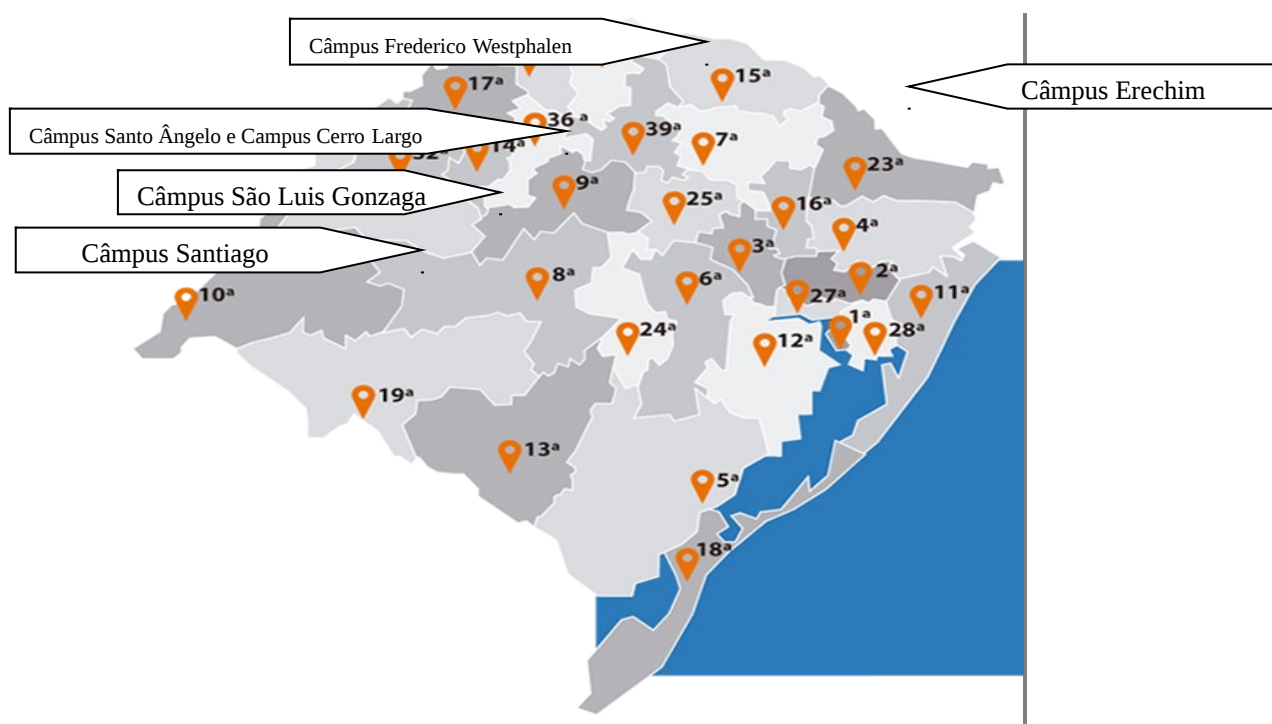 Câmpus Frederico Westphalen
15ª
Câmpus Erechim
17ª
36 ª
39ª
7ª
Câmpus Santo Ângelo e Campus Cerro Largo
14ª
23ª
9ª
Câmpus São Luis Gonzaga
25ª
16ª
4ª
Câmpus Santiago
3ª
8ª
6ª
2ª
10ª
27ª
11ª
24ª
12ª
1ª
28ª
19ª
13ª
5ª
18ª